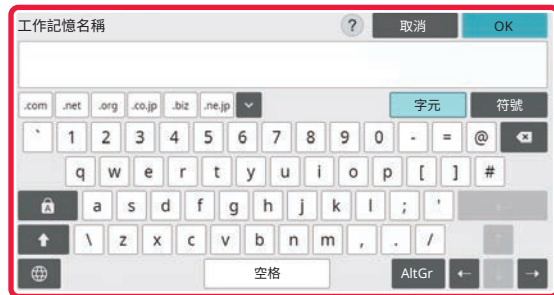 工作記憶名稱 ? 取消 OK
.com .net .org .co.jp .biz .ne.jp 字元 符號
` 1 2 3 4 5 6 7 8 9 0 - = @
q w e r t y u i o p [ ] #
A a s d f g h j k l ; '
\ z x c v b n m , . /
空格 AltGr ← ↓ →